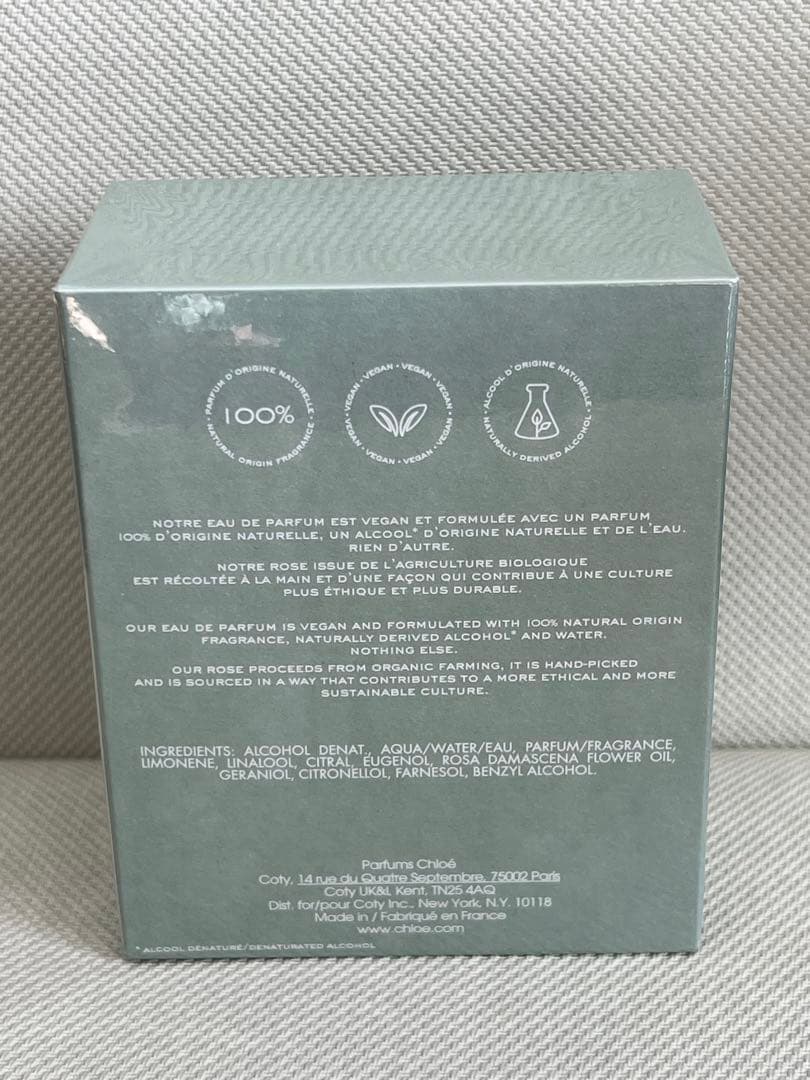 • PARFUM D'ORIGINE NATURELLE •
100%
NATURAL ORIGIN FRAGRANCE
VEGAN • VEGAN • VEGAN • VEGAN • VEGAN • VEGAN • VEGAN • VEGAN •
• ALCOOL D'ORIGINE NATURELLE •
NATURALLY DERIVED ALCOHOL
NOTRE EAU DE PARFUM EST VEGAN ET FORMULÉE AVEC UN PARFUM
100% D'ORIGINE NATURELLE, UN ALCOOL* D'ORIGINE NATURELLE ET DE L'EAU.
RIEN D'AUTRE.
NOTRE ROSE ISSUE DE L'AGRICULTURE BIOLOGIQUE
EST RÉCOLTÉE À LA MAIN ET D'UNE FAÇON QUI CONTRIBUE À UNE CULTURE
PLUS ÉTHIQUE ET PLUS DURABLE.
OUR EAU DE PARFUM IS VEGAN AND FORMULATED WITH 100% NATURAL ORIGIN
FRAGRANCE, NATURALLY DERIVED ALCOHOL* AND WATER.
NOTHING ELSE.
OUR ROSE PROCEEDS FROM ORGANIC FARMING, IT IS HAND-PICKED
AND IS SOURCED IN A WAY THAT CONTRIBUTES TO A MORE ETHICAL AND MORE
SUSTAINABLE CULTURE.
INGREDIENTS: ALCOHOL DENAT., AQUA/WATER/EAU, PARFUM/FRAGRANCE,
LIMONENE, LINALOOL, CITRAL, EUGENOL, ROSA DAMASCENA FLOWER OIL,
GERANIOL, CITRONELLOL, FARNESOL, BENZYL ALCOHOL.
Parfums Chloé
Coty, 14 rue du Quatre Septembre, 75002 Paris
Coty UK&I, Kent, TN25 4AQ
Dist. for/pour Coty Inc., New York, N.Y. 10118
Made in / Fabriqué en France
www.chloe.com
* ALCOOL DÉNATURÉ/DENATURATED ALCOHOL